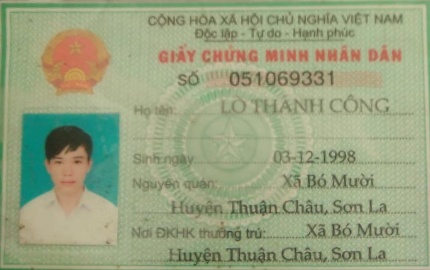 CỘNG HÒA XÃ HỘI CHỦ NGHĨA VIỆT NAM
Độc lập - Tự do - Hạnh phúc
GIẤY CHỨNG MINH NHÂN DÂN
SỐ 051069331
Họ tên: LÒ THÀNH CÔNG
Sinh ngày 03-12-1998
Nguyên quán: Xã Bó Mười
Huyện Thuận Châu, Sơn La
Nơi ĐKHK thường trú: Xã Bó Mười
Huyện Thuận Châu, Sơn La